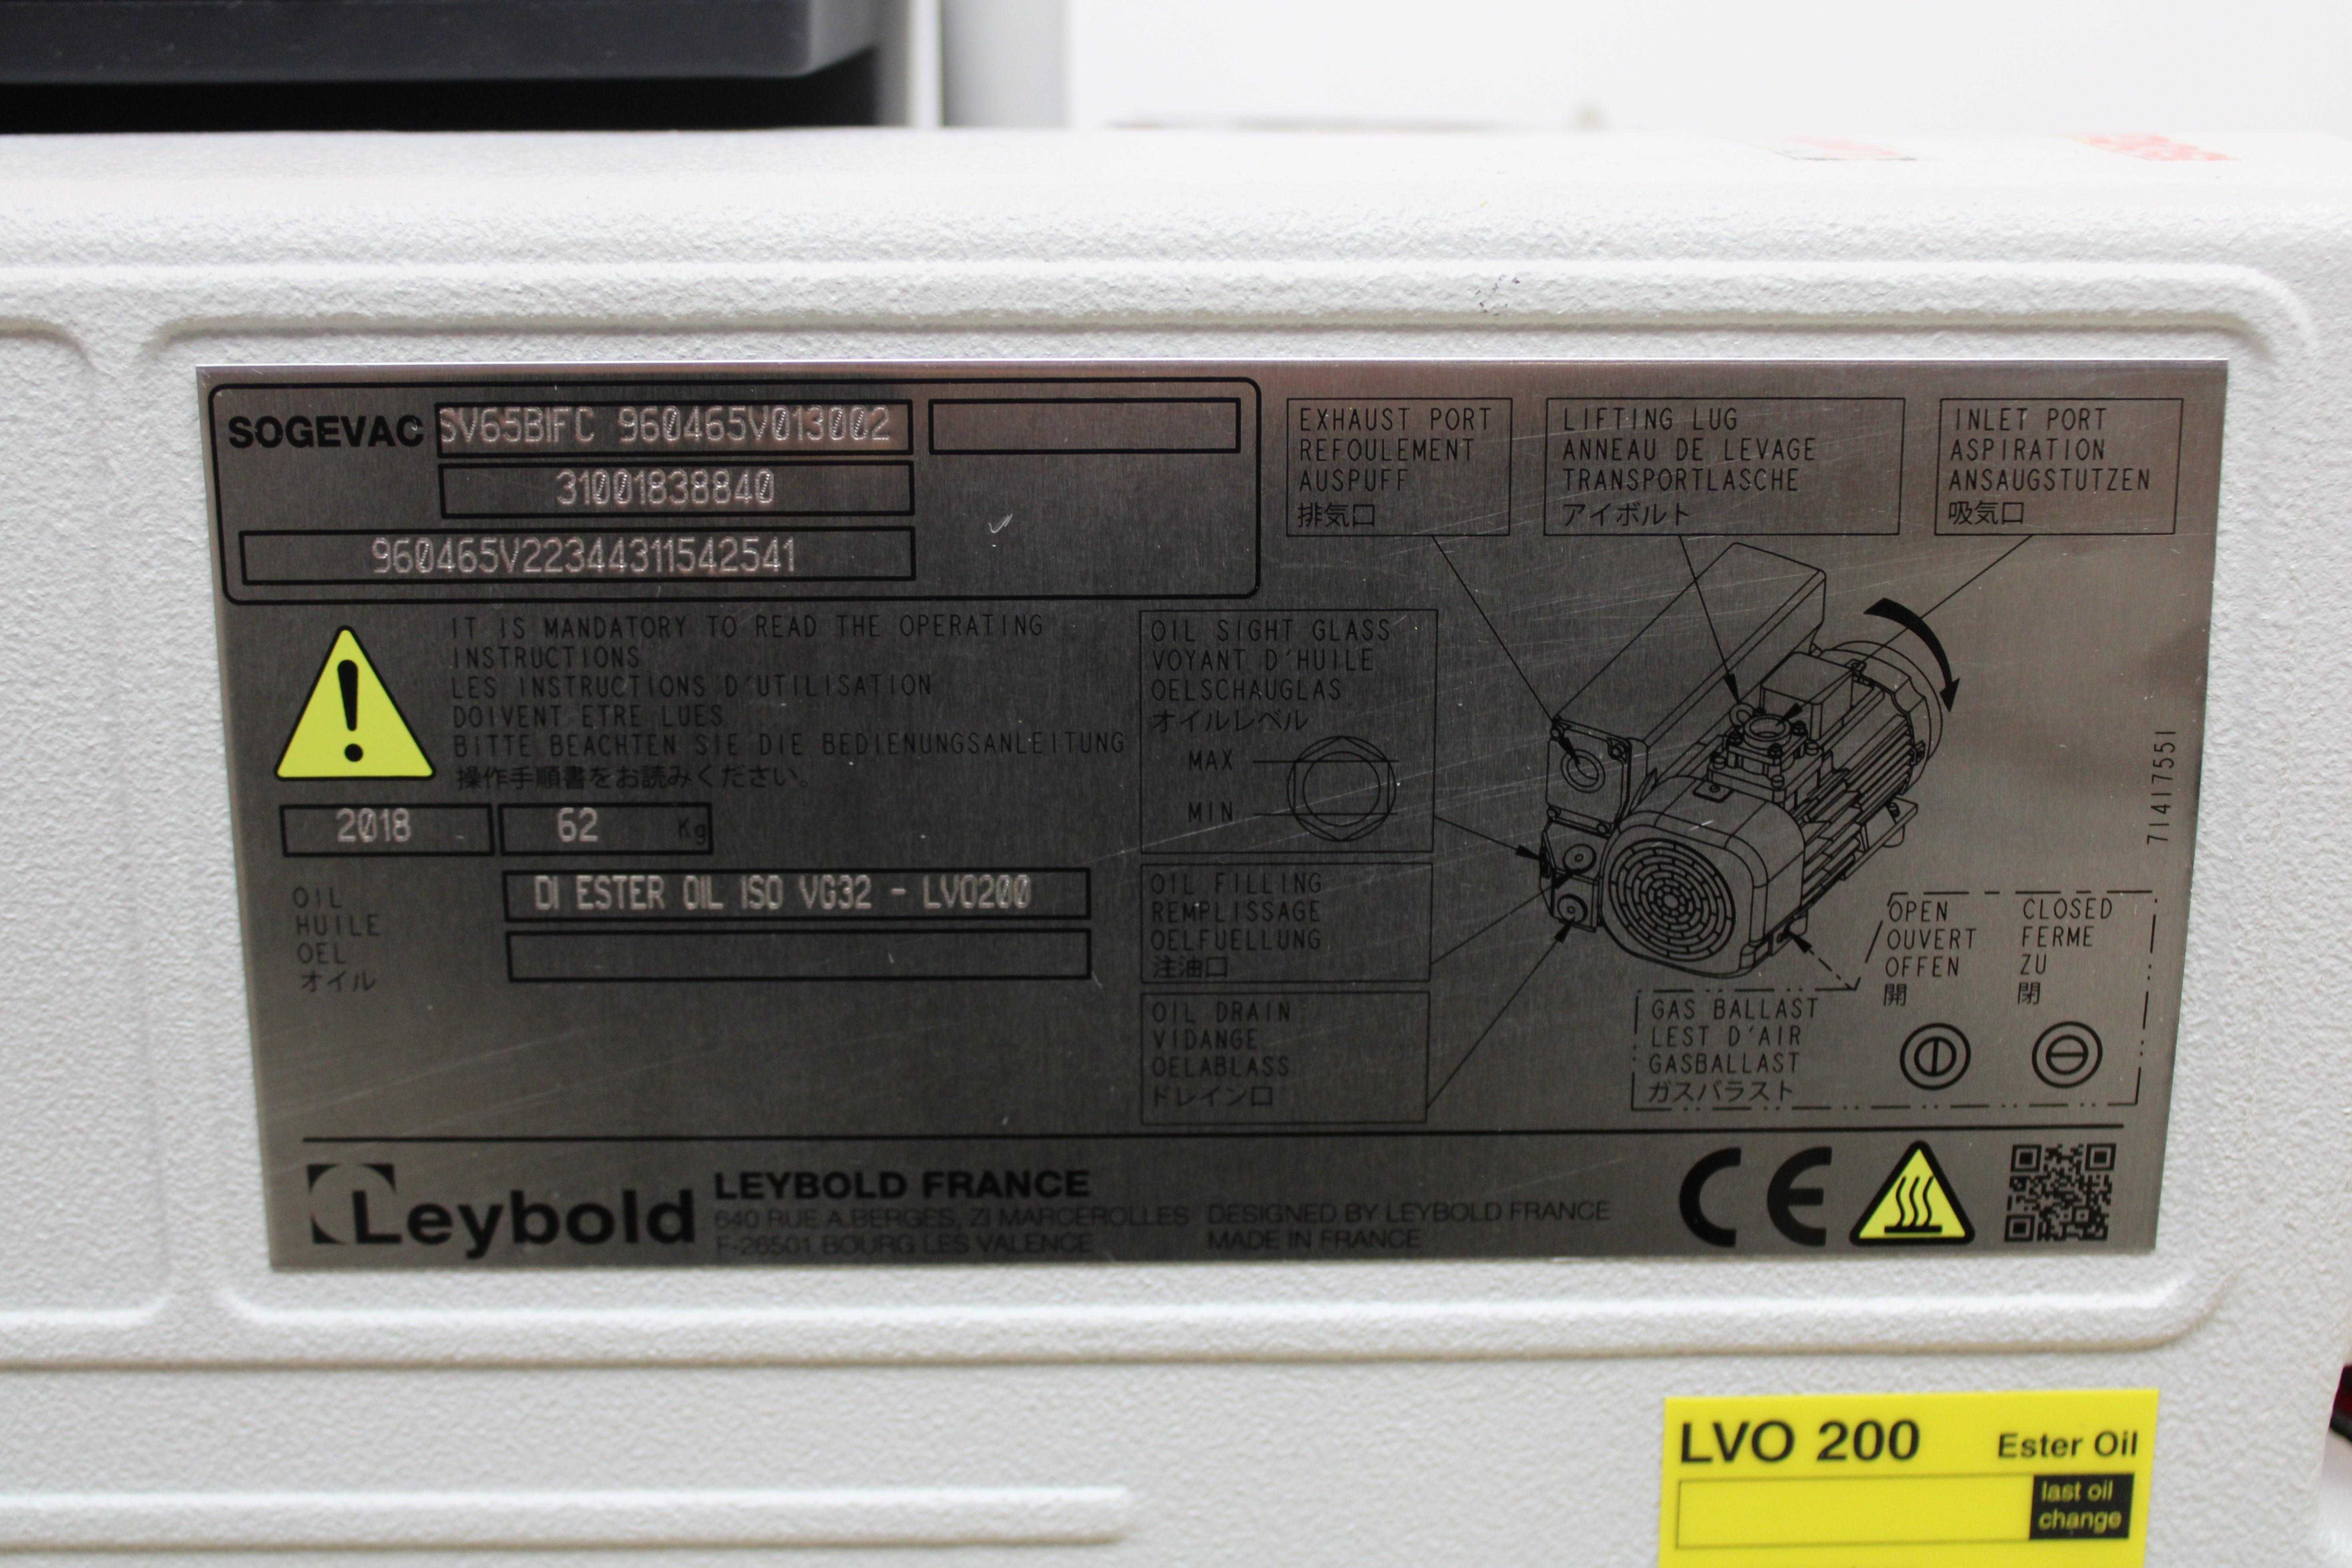 SOGEVAC SV65BIFC 960465V013002
31001838840
960465V22344311542541
IT IS MANDATORY TO READ THE OPERATING
INSTRUCTIONS
LES INSTRUCTIONS D'UTILISATION
DOIVENT ETRE LUES
BITTE BEACHTEN SIE DIE BEDIENUNGSANLEITUNG
操作手順書をお読みください。
2018
62 Kg
OIL
HUILE
OEL
オイル
DI ESTER OIL ISO VG32 - LVO200
EXHAUST PORT
REFOULEMENT
AUSPUFF
排気口
LIFTING LUG
ANNEAU DE LEVAGE
TRANSPORTLASCHE
アイボルト
INLET PORT
ASPIRATION
ANSAUGSTUTZEN
吸気口
OIL SIGHT GLASS
VOYANT D'HUILE
OELSCHAUGLAS
オイルレベル
MAX
MIN
OIL FILLING
REMPLISSAGE
OELFUELLUNG
注油口
OIL DRAIN
VIDANGE
OELABLASS
ドレイン口
GAS BALLAST
LEST D'AIR
GASBALLAST
ガスバラスト
OPEN
OUVERT
OFFEN
開
CLOSED
FERME
ZU
閉
71417551
Leybold
LEYBOLD FRANCE
640 RUE A.BERGES, ZI MARCEROLLES
F-26501 BOURG LES VALENCE
DESIGNED BY LEYBOLD FRANCE
MADE IN FRANCE
CE
LVO 200 Ester Oil
last oil
change